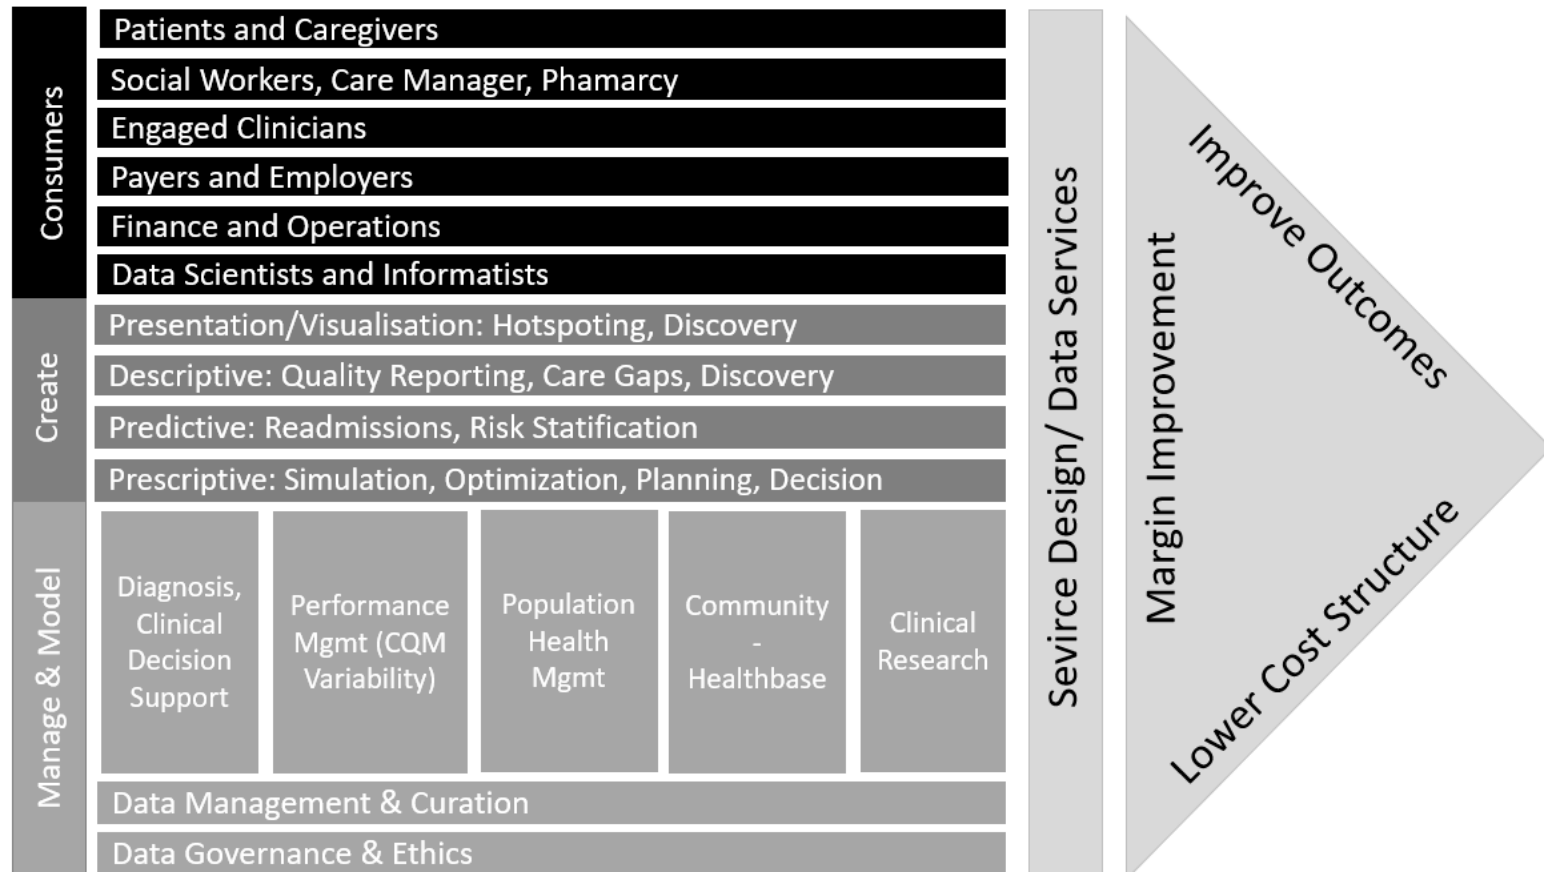 Consumers
Patients and Caregivers
Social Workers, Care Manager, Phamarcy
Engaged Clinicians
Payers and Employers
Finance and Operations
Data Scientists and Informatists
Create
Presentation/Visualisation: Hotspoting, Discovery
Descriptive: Quality Reporting, Care Gaps, Discovery
Predictive: Readmissions, Risk Statification
Prescriptive: Simulation, Optimization, Planning, Decision
Manage & Model
Diagnosis,
Clinical
Decision
Support
Performance
Mgmt (CQM
Variability)
Population
Health
Mgmt
Community
-
Healthbase
Clinical
Research
Data Management & Curation
Data Governance & Ethics
Sevirce Design/ Data Services
Margin Improvement
Improve Outcomes
Lower Cost Structure